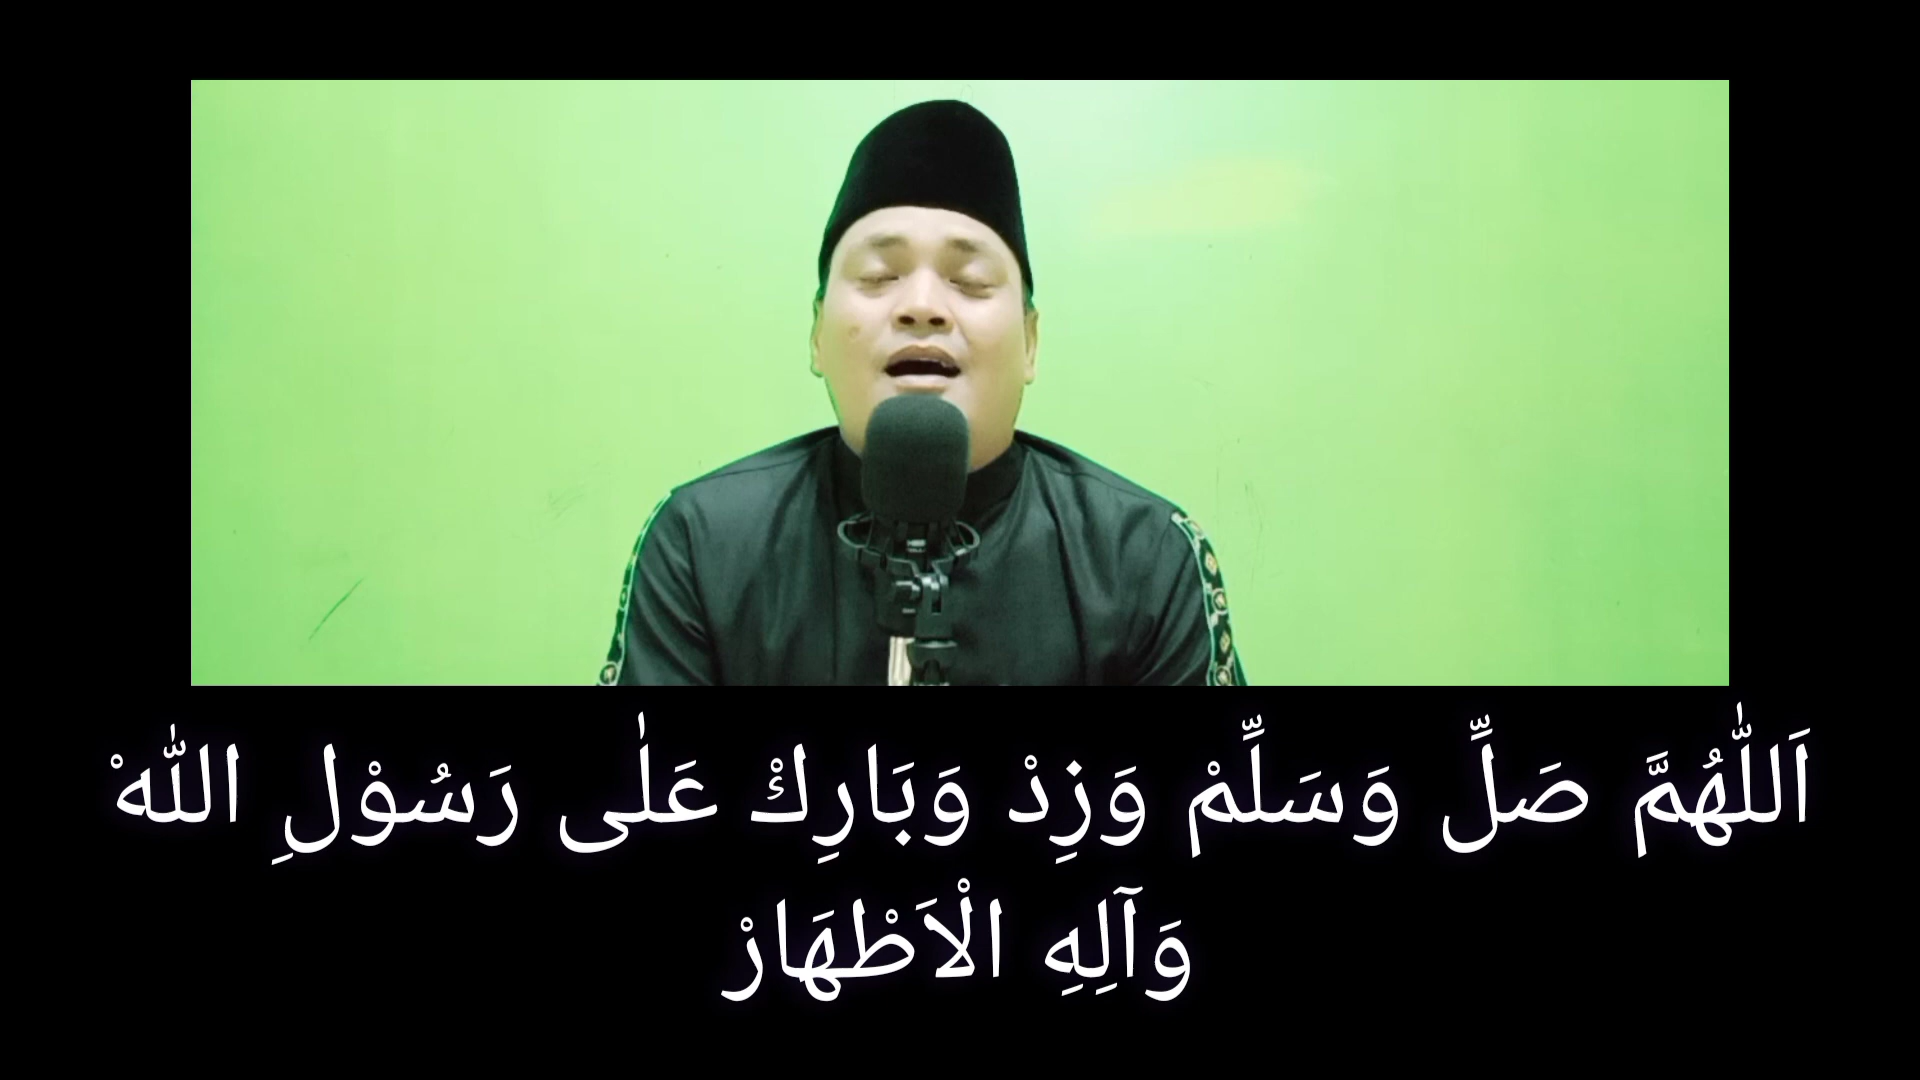 اَللّٰهُمَّ صَلِّ وَسَلِّمْ وَزِدْ وَبَارِكْ عَلٰى رَسُوْلِ اللّٰهْ
وَآلِهِ الْاَطْهَارْ